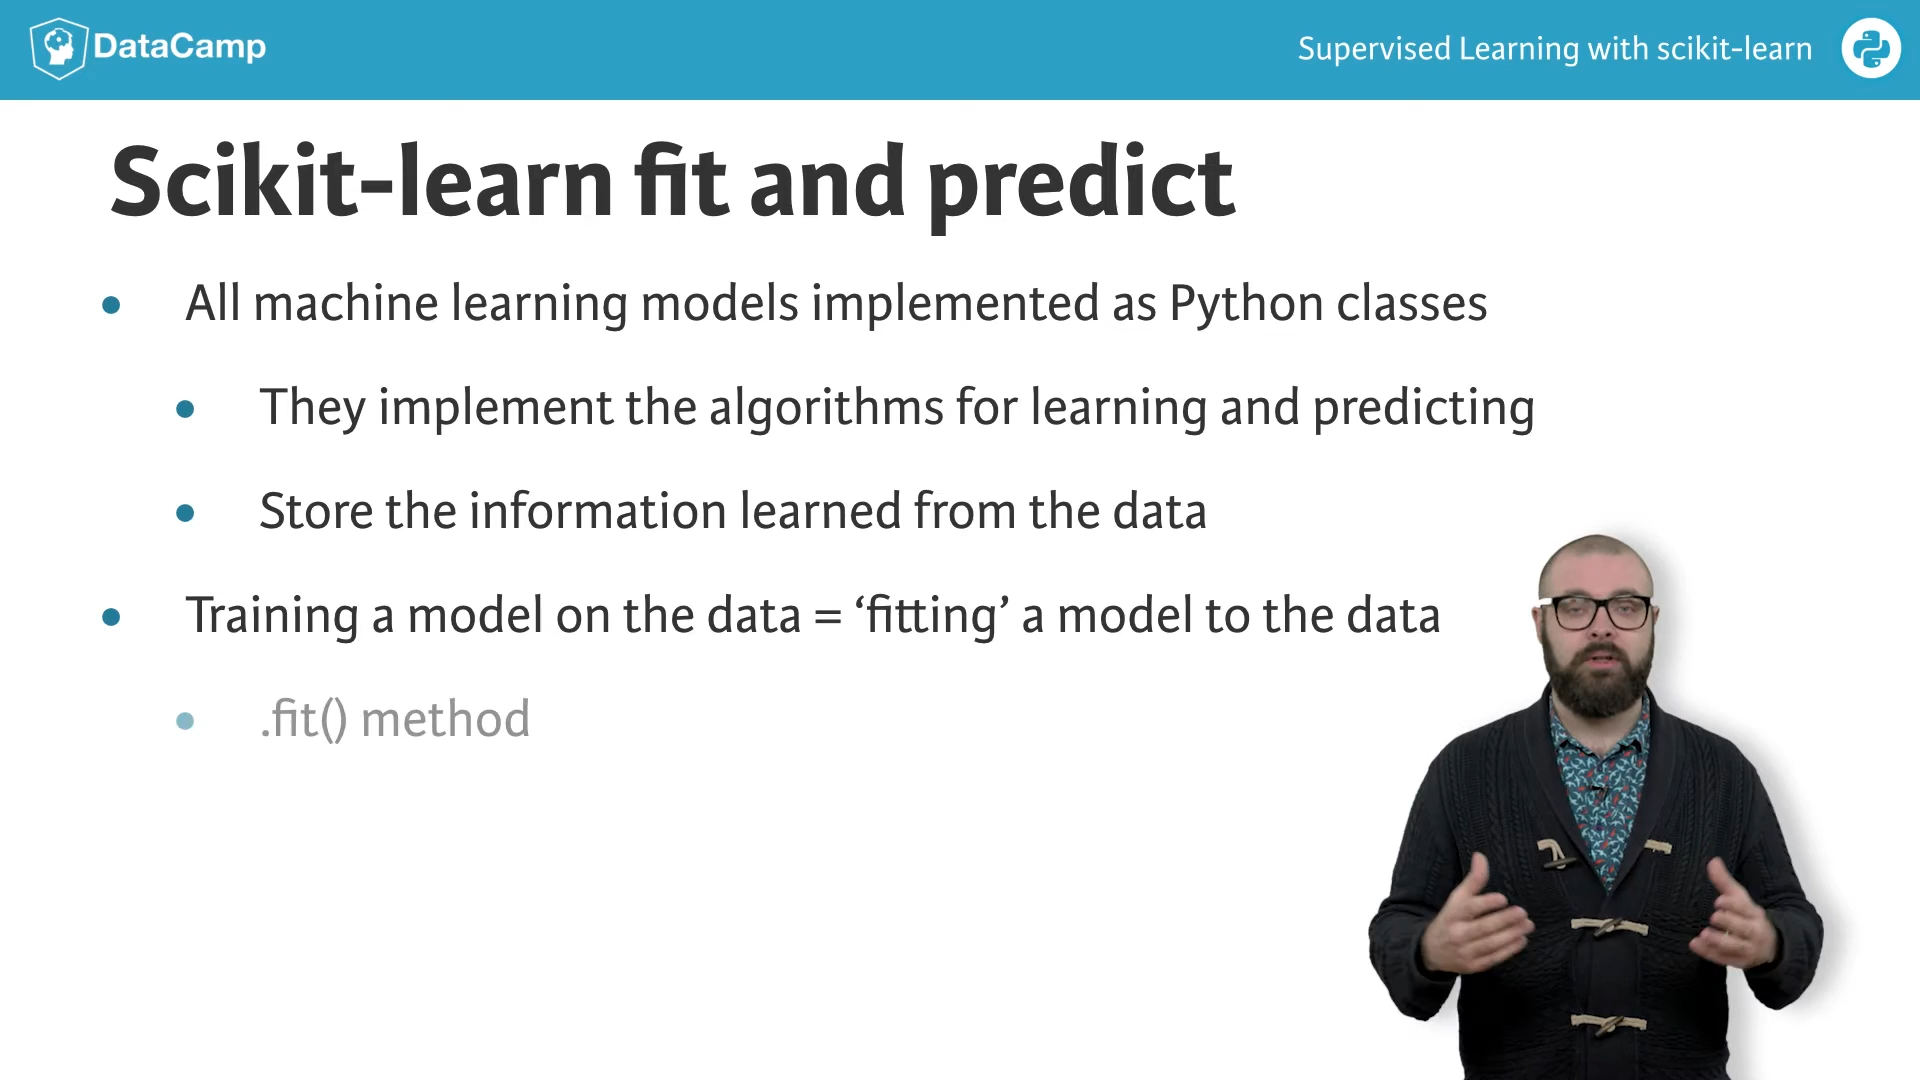 DataCamp
Supervised Learning with scikit-learn
Scikit-learn fit and predict
• All machine learning models implemented as Python classes
• They implement the algorithms for learning and predicting
• Store the information learned from the data
• Training a model on the data = ‘fitting’ a model to the data
• .fit() method